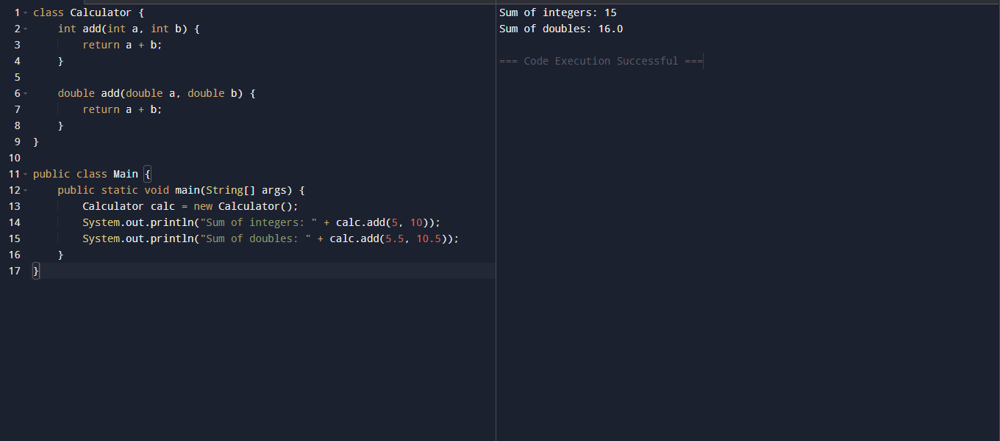 1 class Calculator {
2     int add(int a, int b) {
3         return a + b;
4     }
5
6     double add(double a, double b) {
7         return a + b;
8     }
9 }
10
11 public class Main {
12     public static void main(String[] args) {
13         Calculator calc = new Calculator();
14         System.out.println("Sum of integers: " + calc.add(5, 10));
15         System.out.println("Sum of doubles: " + calc.add(5.5, 10.5));
16     }
17 }
Sum of integers: 15
Sum of doubles: 16.0
=== Code Execution Successful ===